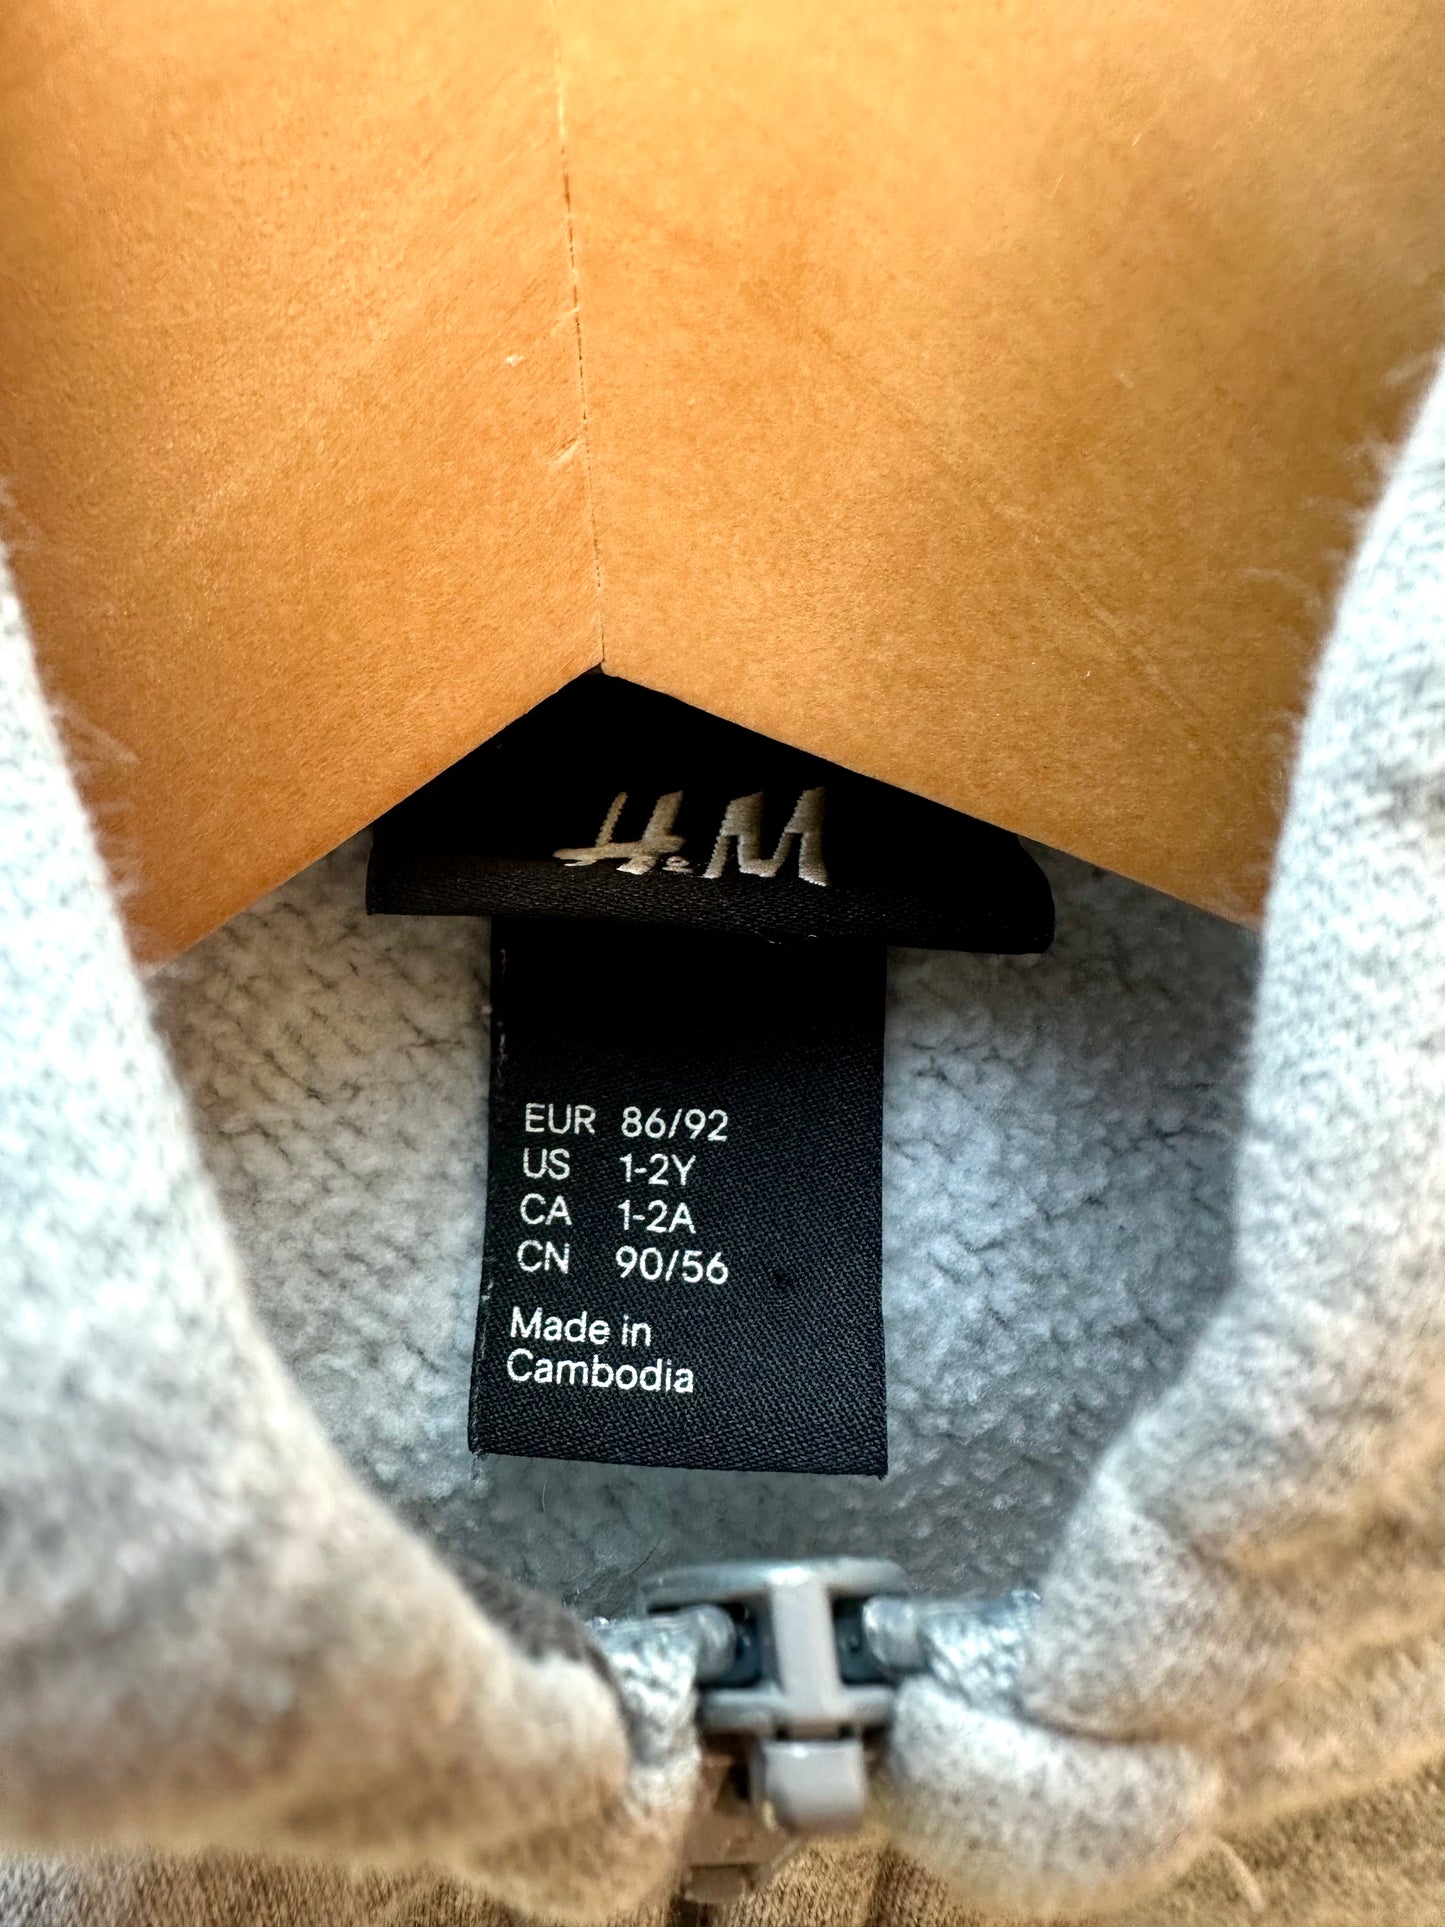 H&M
EUR 86/92
US 1-2Y
CA 1-2A
CN 90/56
Made in
Cambodia